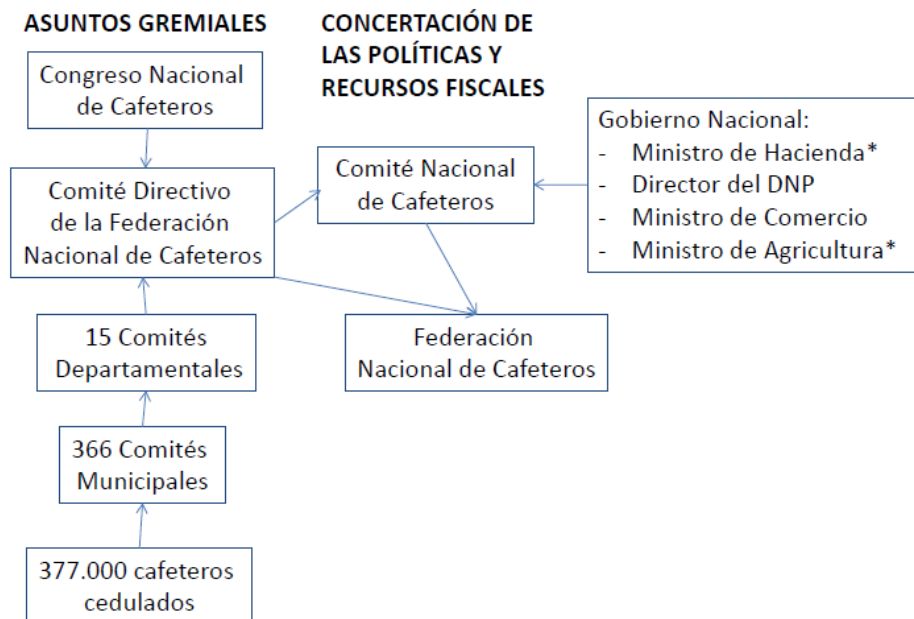 ASUNTOS GREMIALES
Congreso Nacional
de Cafeteros
Comité Directivo
de la Federación
Nacional de Cafeteros
15 Comités
Departamentales
366 Comités
Municipales
377.000 cafeteros
cedulados
CONCERTACIÓN DE
LAS POLÍTICAS Y
RECURSOS FISCALES
Comité Nacional
de Cafeteros
Federación
Nacional de Cafeteros
Gobierno Nacional:
- Ministro de Hacienda*
- Director del DNP
- Ministro de Comercio
- Ministro de Agricultura*